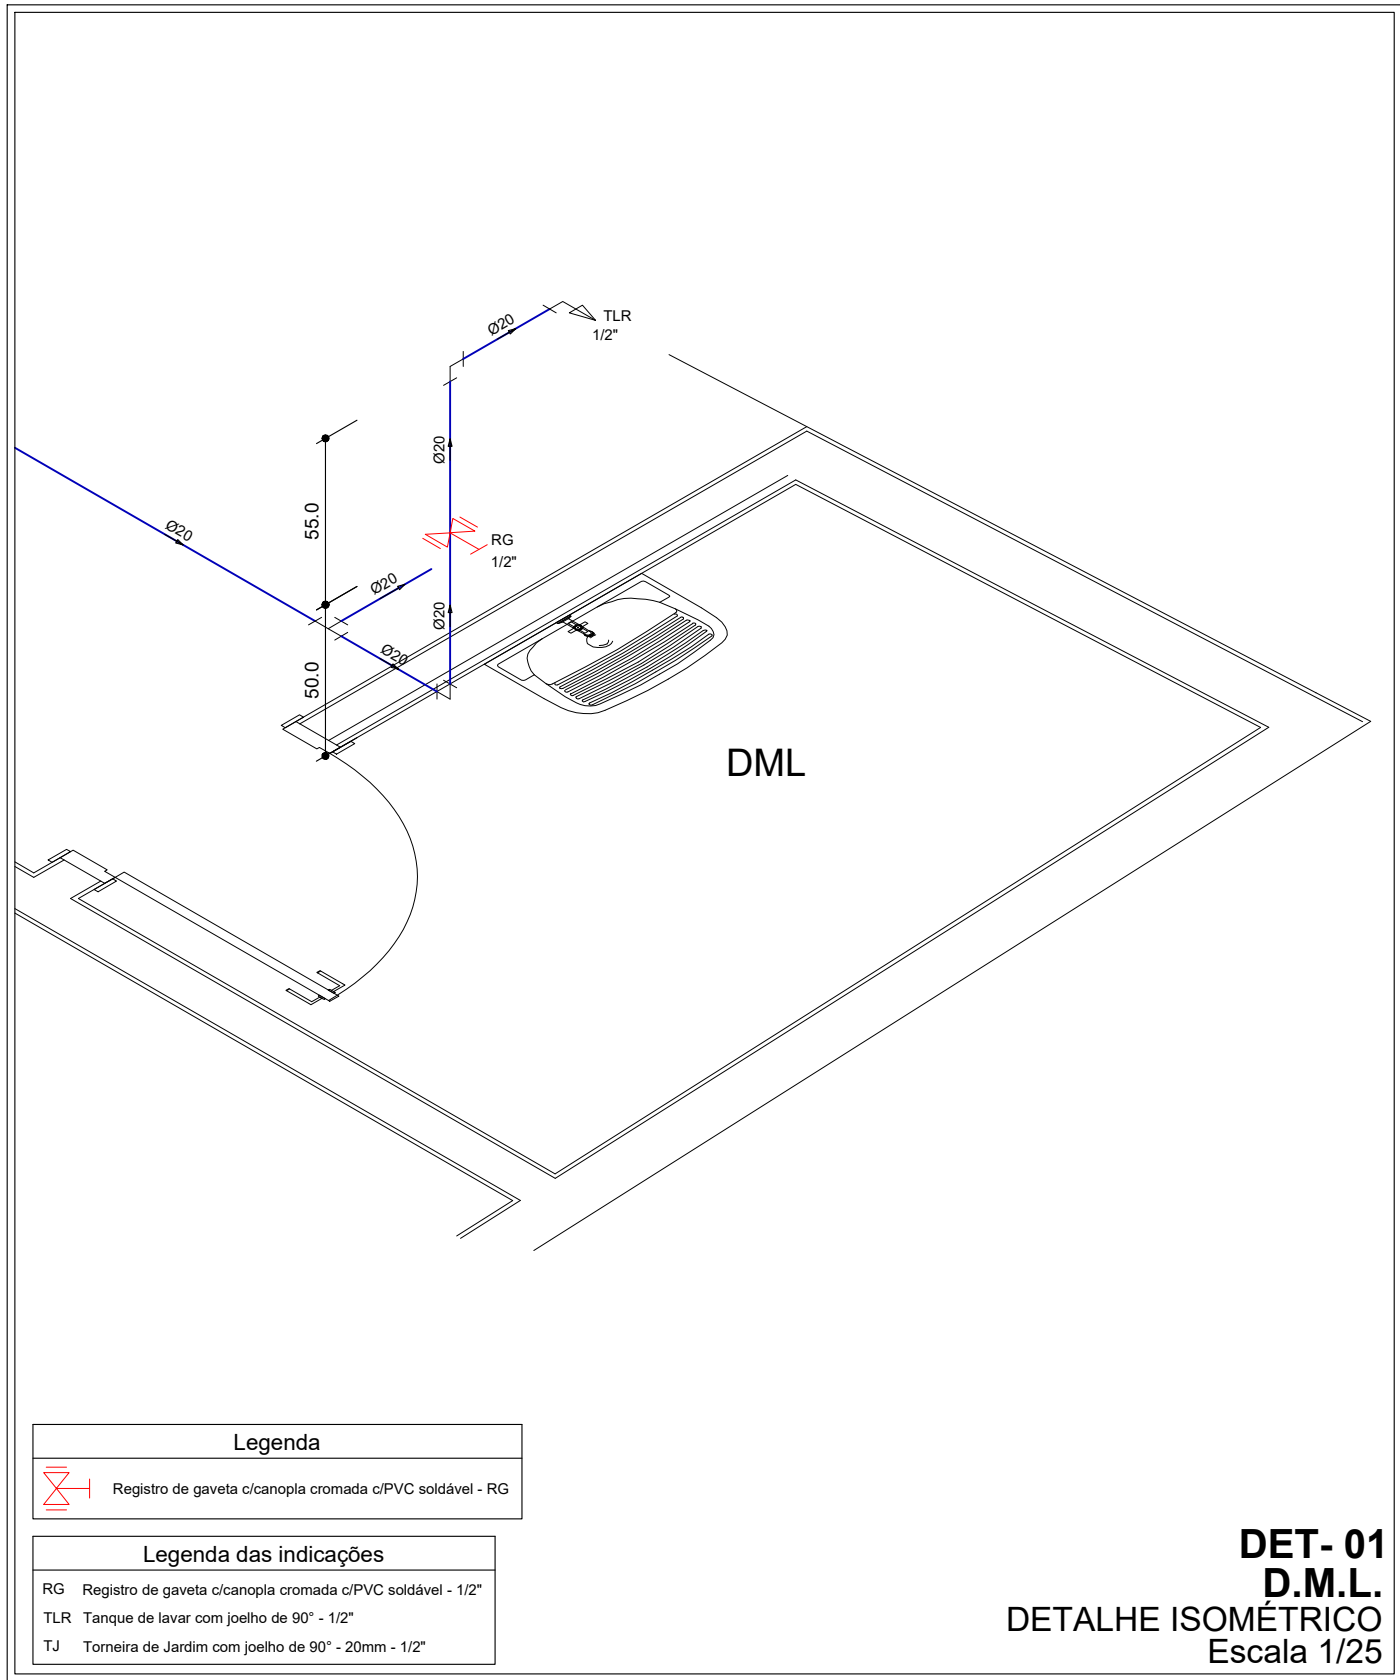 Ø20
TLR
1/2"
Ø20
Ø20
55.0
RG
1/2"
Ø20
Ø20
Ø20
50.0
DML
Legenda
Registro de gaveta c/canopla cromada c/PVC soldável - RG
Legenda das indicações
RG Registro de gaveta c/canopla cromada c/PVC soldável - 1/2"
TLR Tanque de lavar com joelho de 90° - 1/2"
TJ Torneira de Jardim com joelho de 90° - 20mm - 1/2"
DET- 01
D.M.L.
DETALHE ISOMÉTRICO
Escala 1/25